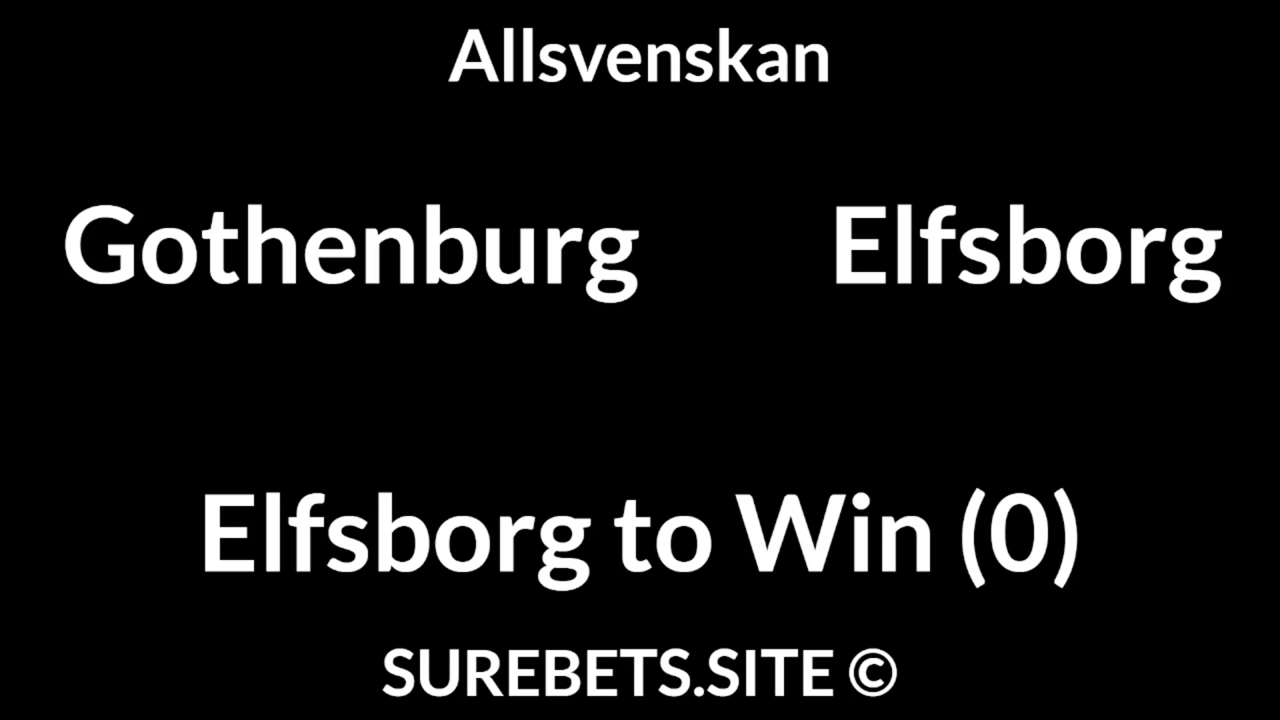 Allsvenskan
Gothenburg Elfsborg
Elfsborg to Win (0)
SUREBETS.SITE ©